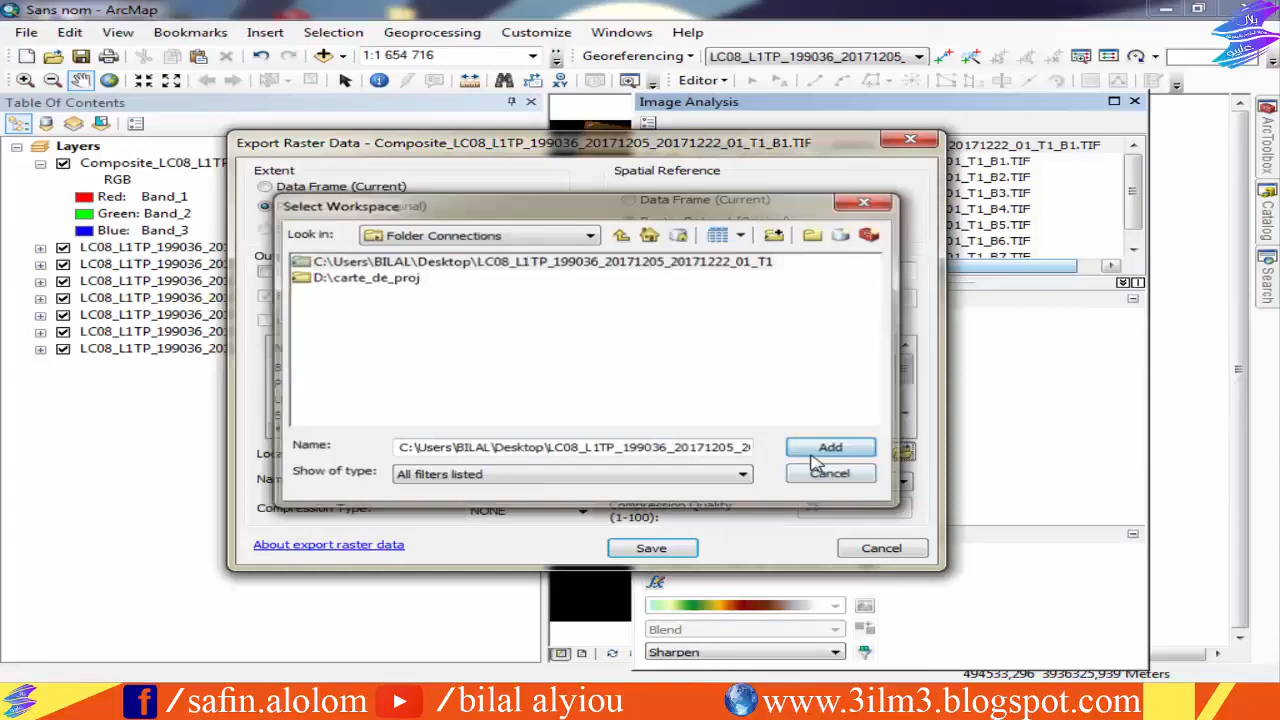 Sans nom - ArcMap
File Edit View Bookmarks Insert Selection Geoprocessing Customize Windows Help
1:1 654 716 Georeferencing LC08_L1TP_199036_20171205_
Editor
Table Of Contents
Layers
Composite_LC08_L1TP
RGB
Red: Band_1
Green: Band_2
Blue: Band_3
LC08_L1TP_199036_20
LC08_L1TP_199036_20
LC08_L1TP_199036_20
LC08_L1TP_199036_20
LC08_L1TP_199036_20
LC08_L1TP_199036_20
LC08_L1TP_199036_20
Image Analysis
_20171222_01_T1_B1.TIF
01_T1_B1.TIF
01_T1_B2.TIF
01_T1_B3.TIF
01_T1_B4.TIF
01_T1_B5.TIF
01_T1_B6.TIF
01_T1_B7.TIF
Export Raster Data - Composite_LC08_L1TP_199036_20171205_20171222_01_T1_B1.TIF
Extent
Spatial Reference
Data Frame (Current)
Data Frame (Current)
Select Workspace
Look in: Folder Connections
C:\Users\BILAL\Desktop\LC08_L1TP_199036_20171205_20171222_01_T1
D:\carte_de_proj
Name: C:\Users\BILAL\Desktop\LC08_L1TP_199036_20171205_20
Add
Show of type: All filters listed
Cancel
Compression Type: NONE
Compression Quality
(1-100):
About export raster data
Save
Cancel
Blend
Sharpen
494533,296 3936325,939 Meters
ArcToolbox
Catalog
Search
بلال
عليو
/safin.alolom
/bilal alyiou
www.3ilm3.blogspot.com